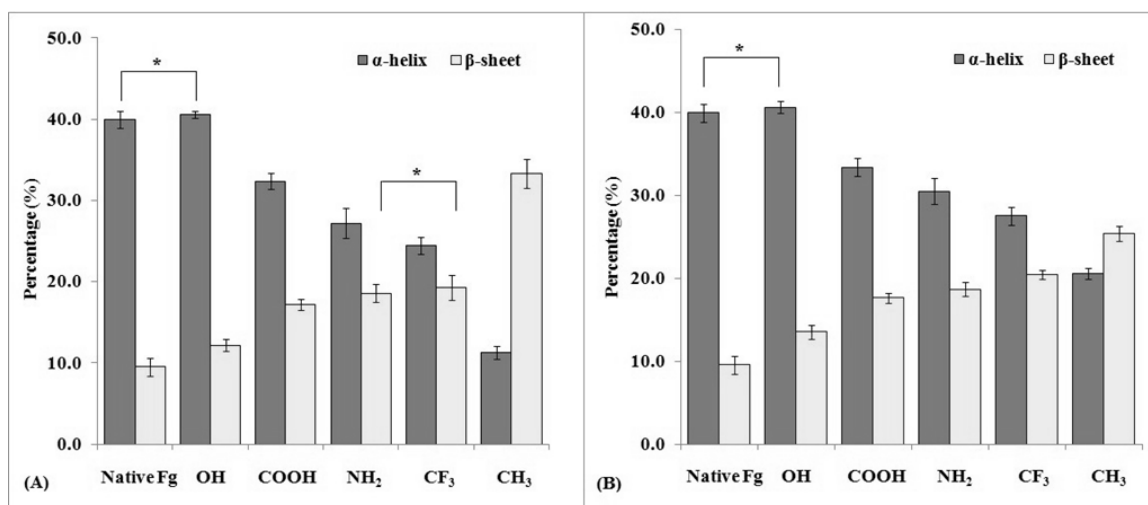 50.0
40.0
30.0
20.0
10.0
0.0
Percentage (%)
α-helix β-sheet
*
*
Native Fg OH COOH NH₂ CF₃ CH₃
(A)
50.0
40.0
30.0
20.0
10.0
0.0
Percentage (%)
α-helix β-sheet
*
Native Fg OH COOH NH₂ CF₃ CH₃
(B)